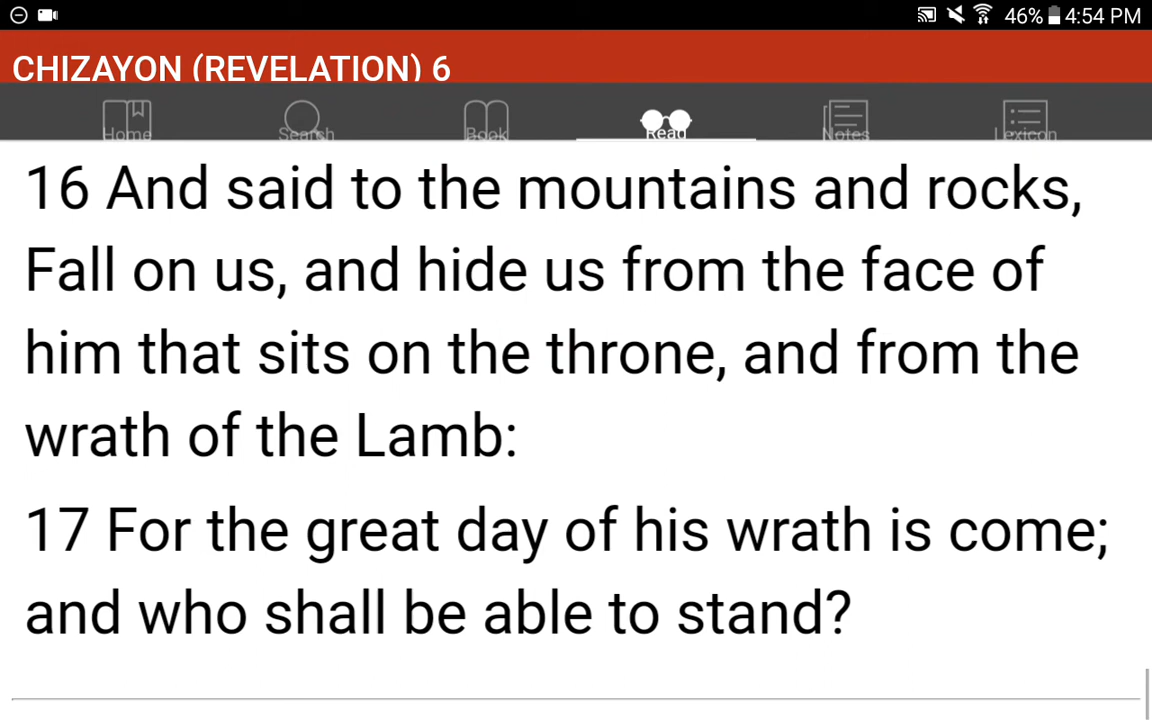 46% 4:54 PM
CHIZAYON (REVELATION) 6
Home Search Book Read Notes Lexicon
16 And said to the mountains and rocks,
Fall on us, and hide us from the face of
him that sits on the throne, and from the
wrath of the Lamb:
17 For the great day of his wrath is come;
and who shall be able to stand?